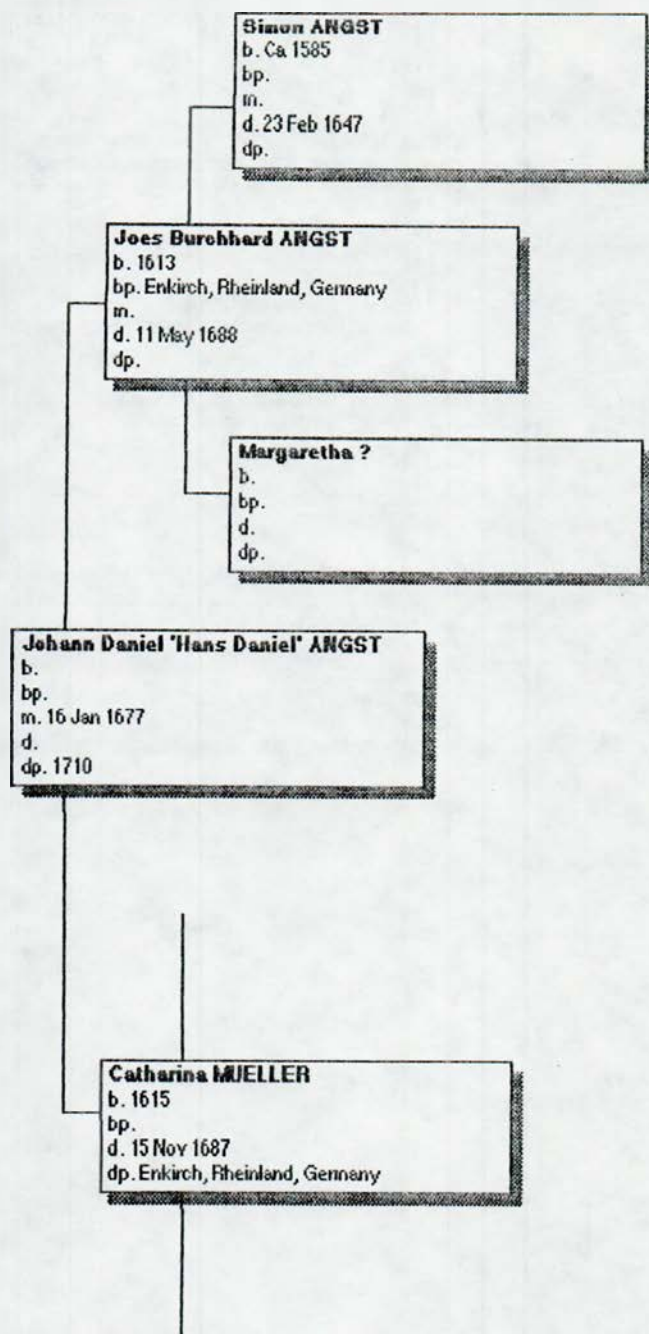 Simon ANGST
b. Ca 1585
bp.
m.
d. 23 Feb 1647
dp.
Joes Burchhard ANGST
b. 1613
bp. Enkirch, Rheinland, Germany
m.
d. 11 May 1688
dp.
Margaretha ?
b.
bp.
d.
dp.
Johann Daniel "Hans Daniel" ANGST
b.
bp.
m. 16 Jan 1677
d.
dp. 1710
Catharina MUELLER
b. 1615
bp.
d. 15 Nov 1687
dp. Enkirch, Rheinland, Germany